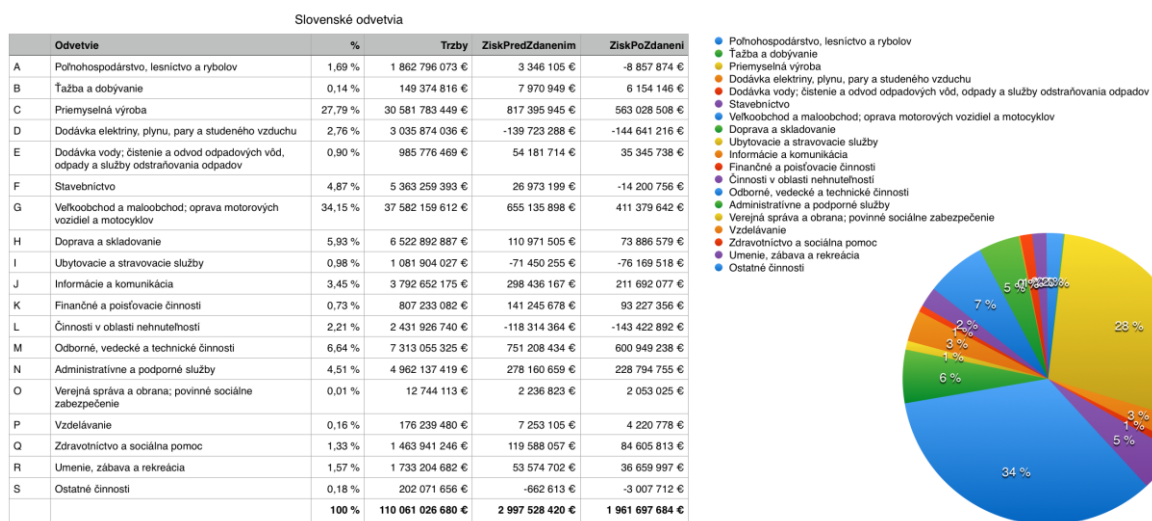 Slovenské odvetvia
Odvetvie % Trzby ZiskPredZdanenim ZiskPoZdaneni
A Poľnohospodárstvo, lesníctvo a rybolov 1,69 % 1 862 796 073 € 3 346 105 € -8 857 874 €
B Ťažba a dobývanie 0,14 % 149 374 816 € 7 970 949 € 6 154 146 €
C Priemyselná výroba 27,79 % 30 581 783 449 € 817 395 945 € 563 028 508 €
D Dodávka elektriny, plynu, pary a studeného vzduchu 2,76 % 3 035 874 036 € -139 723 288 € -144 641 216 €
E Dodávka vody; čistenie a odvod odpadových vôd, 0,90 % 985 776 469 € 54 181 714 € 35 345 738 €
odpady a služby odstraňovania odpadov
F Stavebníctvo 4,87 % 5 363 259 393 € 26 973 199 € -14 200 756 €
G Veľkoobchod a maloobchod; oprava motorových 34,15 % 37 582 159 612 € 655 135 898 € 411 379 642 €
vozidiel a motocyklov
H Doprava a skladovanie 5,93 % 6 522 892 887 € 110 971 505 € 73 886 579 €
I Ubytovacie a stravovacie služby 0,98 % 1 081 904 027 € -71 450 255 € -76 169 518 €
J Informácie a komunikácia 3,45 % 3 792 652 175 € 298 436 167 € 211 692 077 €
K Finančné a poisťovacie činnosti 0,73 % 807 233 082 € 141 245 678 € 93 227 356 €
L Činnosti v oblasti nehnuteľností 2,21 % 2 431 926 740 € -118 314 364 € -143 422 892 €
M Odborné, vedecké a technické činnosti 6,64 % 7 313 055 325 € 751 208 434 € 600 949 238 €
N Administratívne a podporné služby 4,51 % 4 962 137 419 € 278 160 659 € 228 794 755 €
O Verejná správa a obrana; povinné sociálne 0,01 % 12 744 113 € 2 236 823 € 2 053 025 €
zabezpečenie
P Vzdelávanie 0,16 % 176 239 480 € 7 253 105 € 4 220 778 €
Q Zdravotníctvo a sociálna pomoc 1,33 % 1 463 941 246 € 119 588 057 € 84 605 813 €
R Umenie, zábava a rekreácia 1,57 % 1 733 204 682 € 53 574 702 € 36 659 997 €
S Ostatné činnosti 0,18 % 202 071 656 € -662 613 € -3 007 712 €
100 % 110 061 026 680 € 2 997 528 420 € 1 961 697 684 €
Poľnohospodárstvo, lesníctvo a rybolov
Ťažba a dobývanie
Priemyselná výroba
Dodávka elektriny, plynu, pary a studeného vzduchu
Dodávka vody; čistenie a odvod odpadových vôd, odpady a služby odstraňovania odpadov
Stavebníctvo
Veľkoobchod a maloobchod; oprava motorových vozidiel a motocyklov
Doprava a skladovanie
Ubytovacie a stravovacie služby
Informácie a komunikácia
Finančné a poisťovacie činnosti
Činnosti v oblasti nehnuteľností
Odborné, vedecké a technické činnosti
Administratívne a podporné služby
Verejná správa a obrana; povinné sociálne zabezpečenie
Vzdelávanie
Zdravotníctvo a sociálna pomoc
Umenie, zábava a rekreácia
Ostatné činnosti
5 %
7 %
28 %
2 %
1 %
3 %
1 %
6 %
3 %
1 %
5 %
34 %